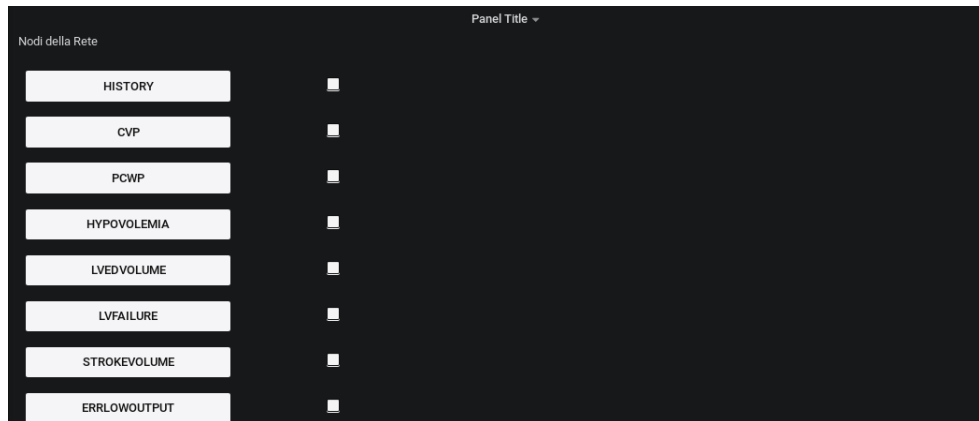 Panel Title
Nodi della Rete
HISTORY
CVP
PCWP
HYPOVOLEMIA
LVEDVOLUME
LVFAILURE
STROKEVOLUME
ERRLOWOUTPUT